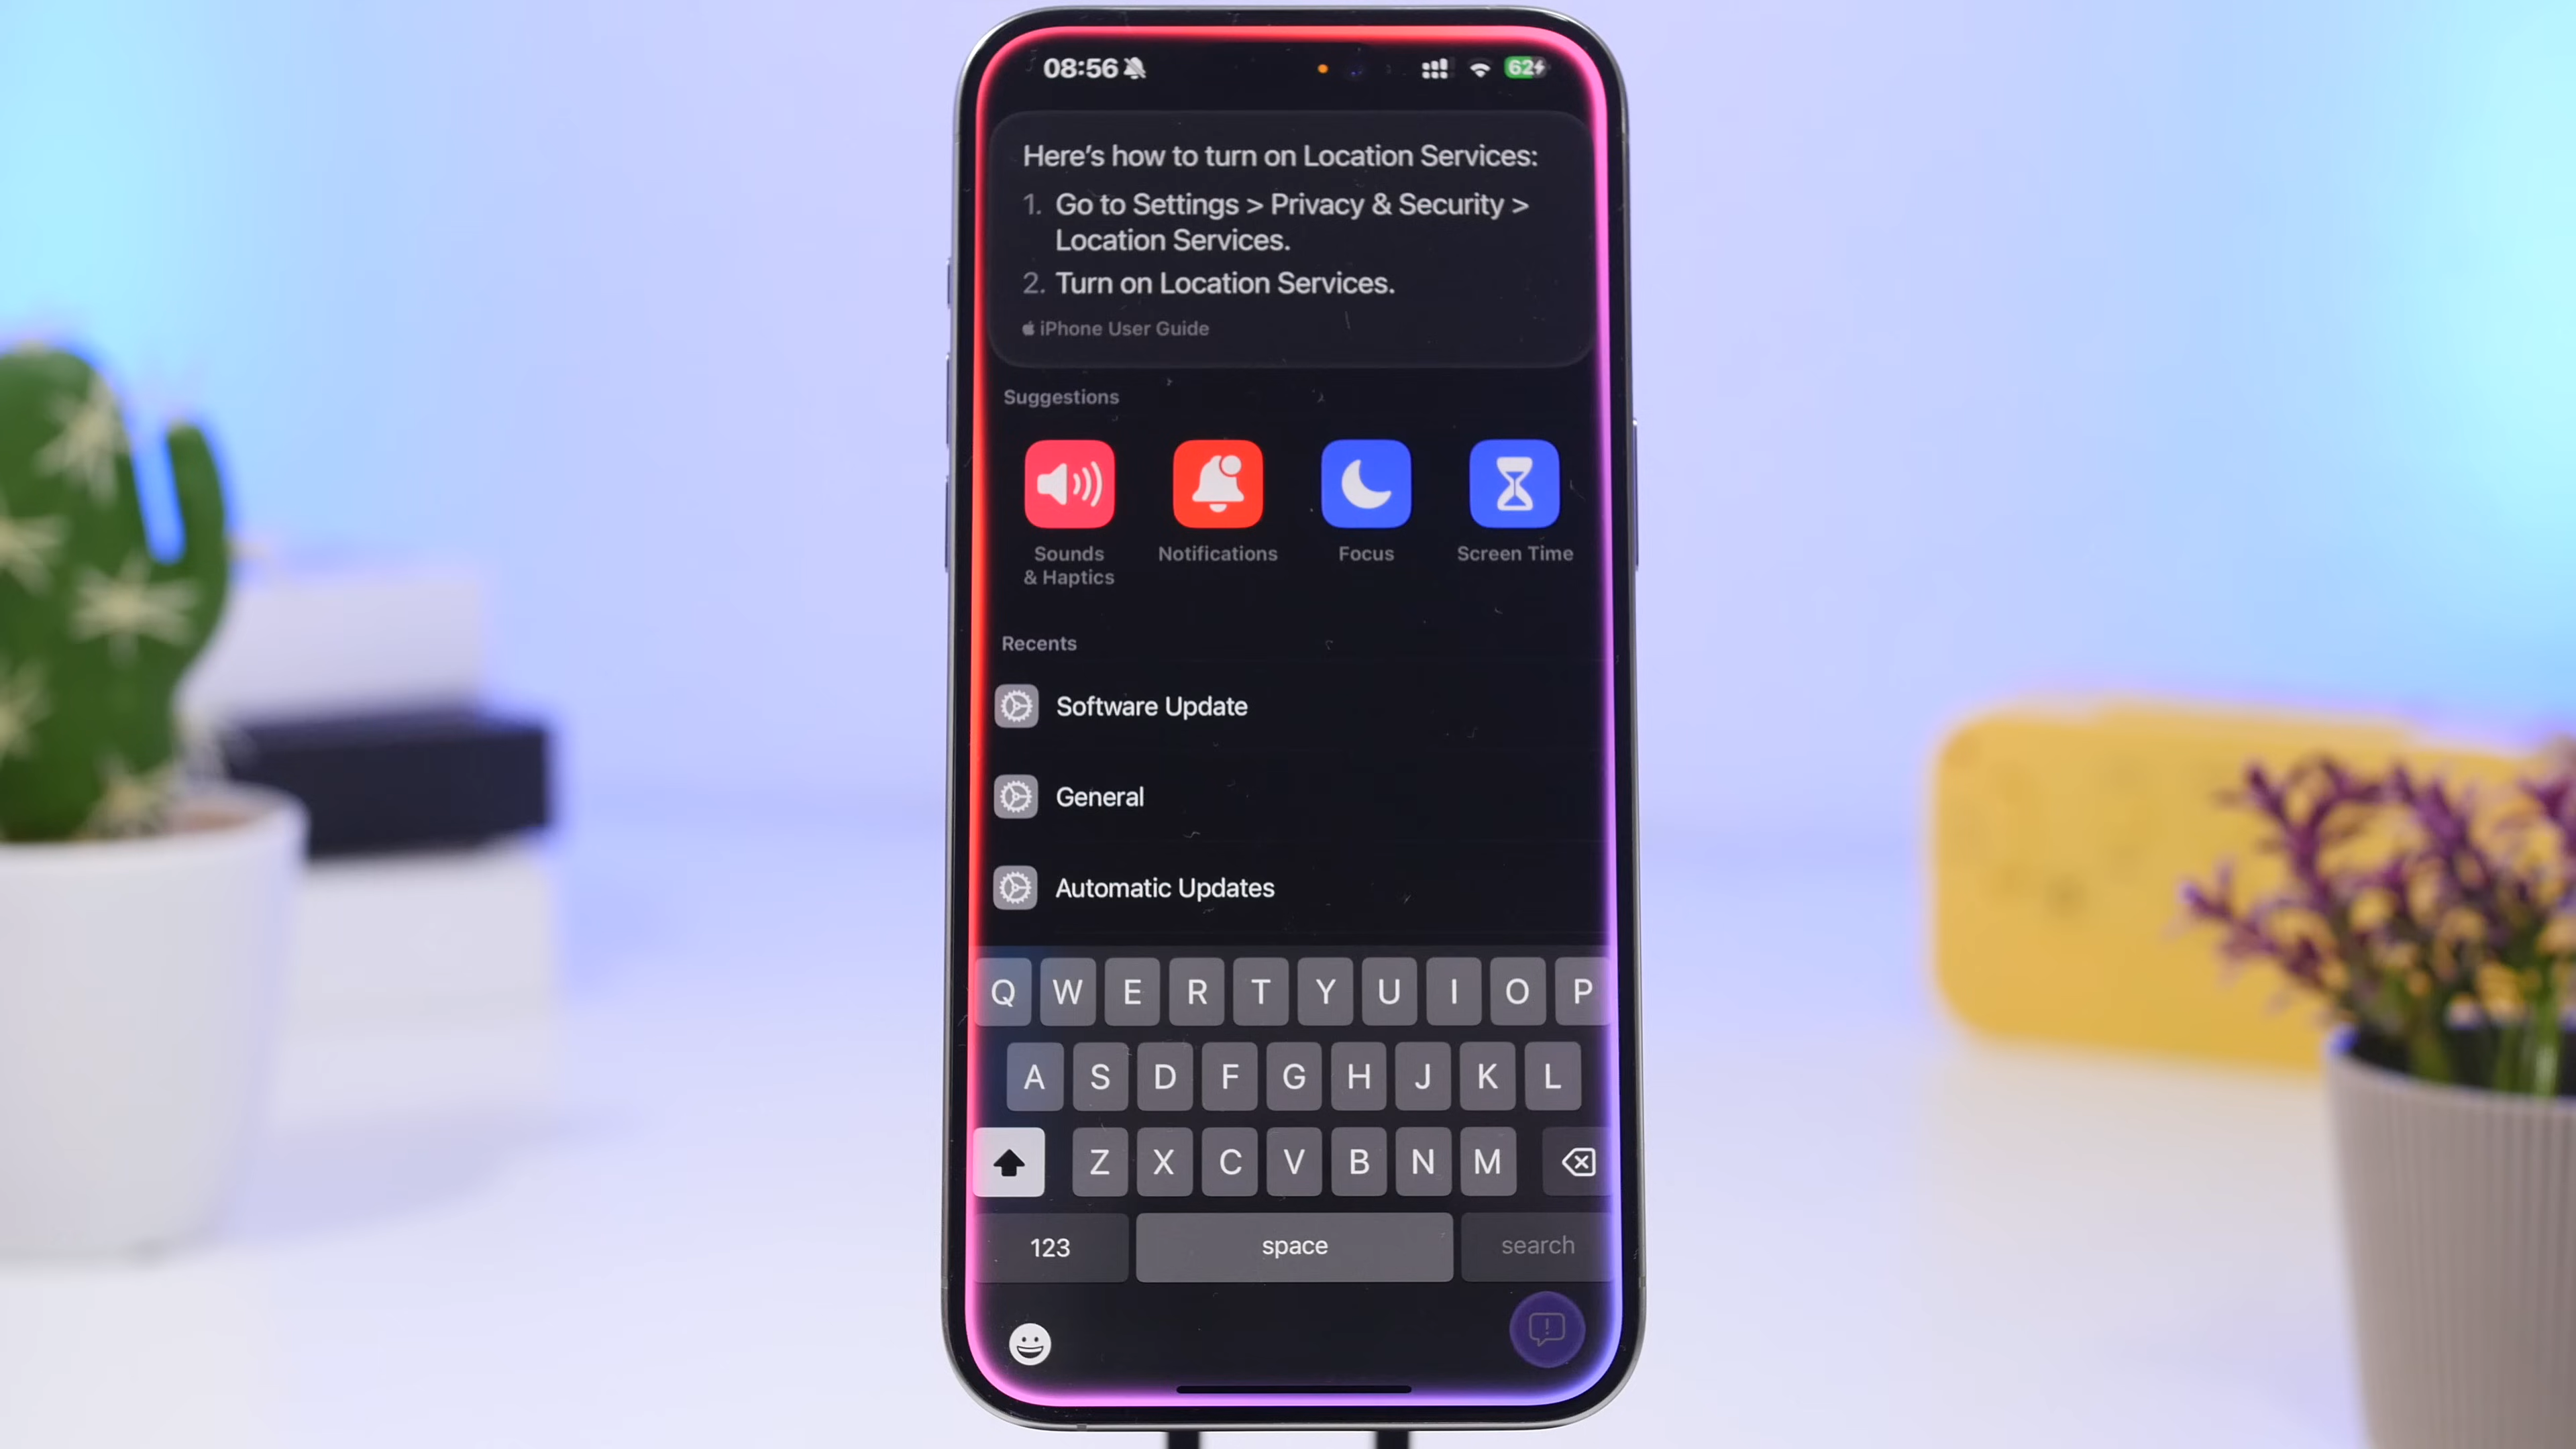 08:56
62
Here's how to turn on Location Services:
1. Go to Settings > Privacy & Security >
Location Services.
2. Turn on Location Services.
iPhone User Guide
Suggestions
Sounds
& Haptics
Notifications
Focus
Screen Time
Recents
Software Update
General
Automatic Updates
Q W E R T Y U I O P
A S D F G H J K L
Z X C V B N M
123 space search